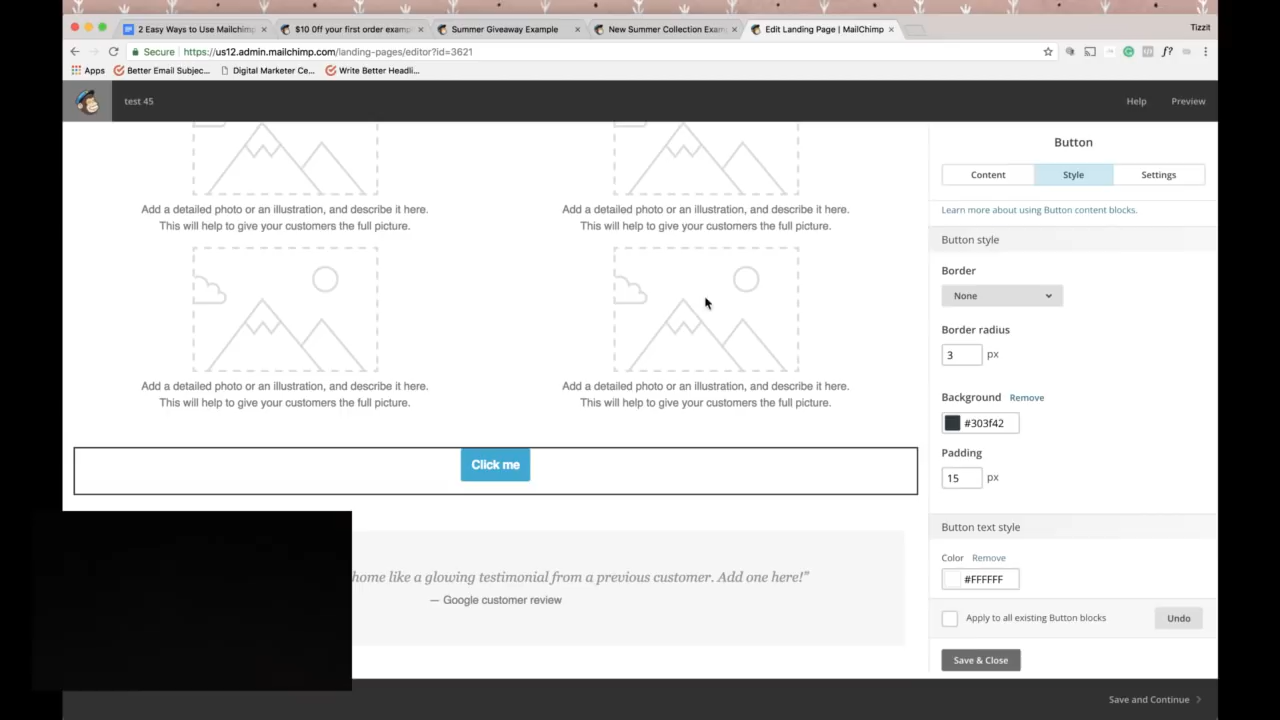 2 Easy Ways to Use Mailchimp
$10 Off your first order examp
Summer Giveaway Example
New Summer Collection Exam
Edit Landing Page | MailChimp
Tizzit
Secure
https://us12.admin.mailchimp.com/landing-pages/editor?id=3621
f?
Apps
Better Email Subjec...
Digital Marketer Ce...
Write Better Headli...
test 45
Help
Preview
Add a detailed photo or an illustration, and describe it here.
This will help to give your customers the full picture.
Add a detailed photo or an illustration, and describe it here.
This will help to give your customers the full picture.
Add a detailed photo or an illustration, and describe it here.
This will help to give your customers the full picture.
Add a detailed photo or an illustration, and describe it here.
This will help to give your customers the full picture.
Click me
home like a glowing testimonial from a previous customer. Add one here!”
— Google customer review
Button
Content
Style
Settings
Learn more about using Button content blocks.
Button style
Border
None
Border radius
3 px
Background Remove
#303f42
Padding
15 px
Button text style
Color Remove
#FFFFFF
Apply to all existing Button blocks
Undo
Save & Close
Save and Continue